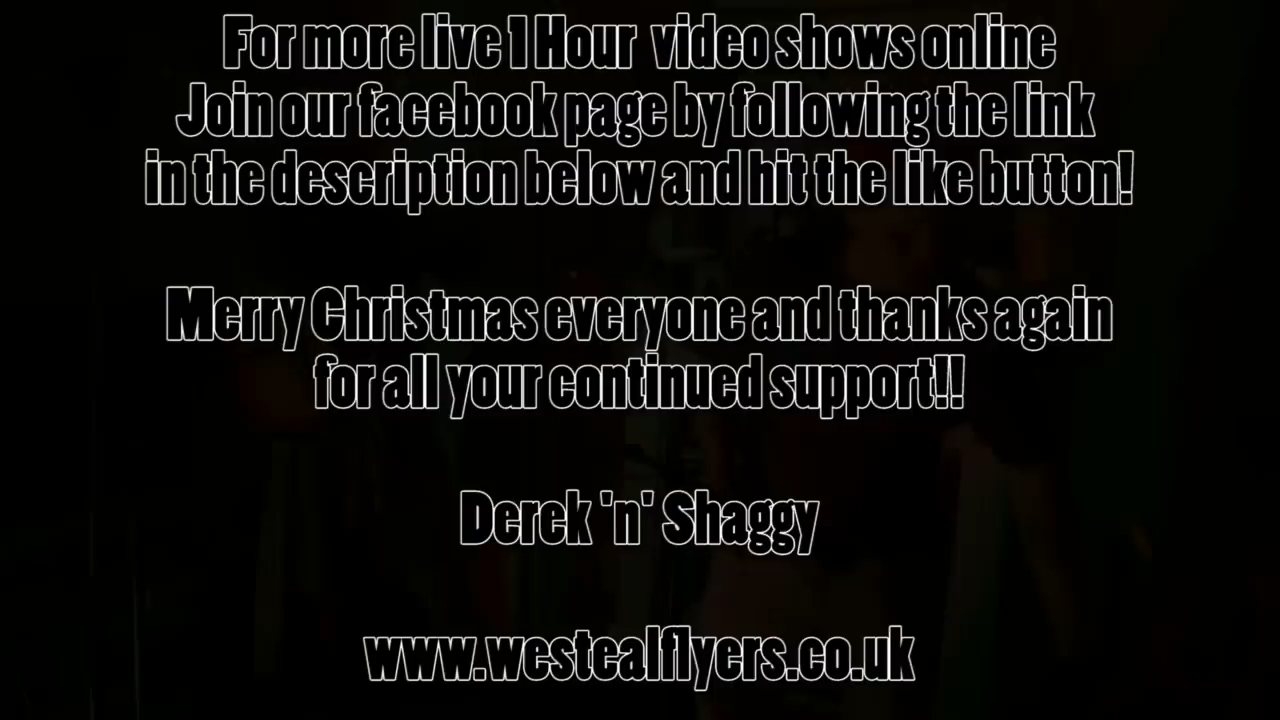 For more live 1 Hour video shows online
Join our facebook page by following the link
in the description below and hit the like button!
Merry Christmas everyone and thanks again
for all your continued support!!
Derek 'n' Shaggy
www.westealflyers.co.uk